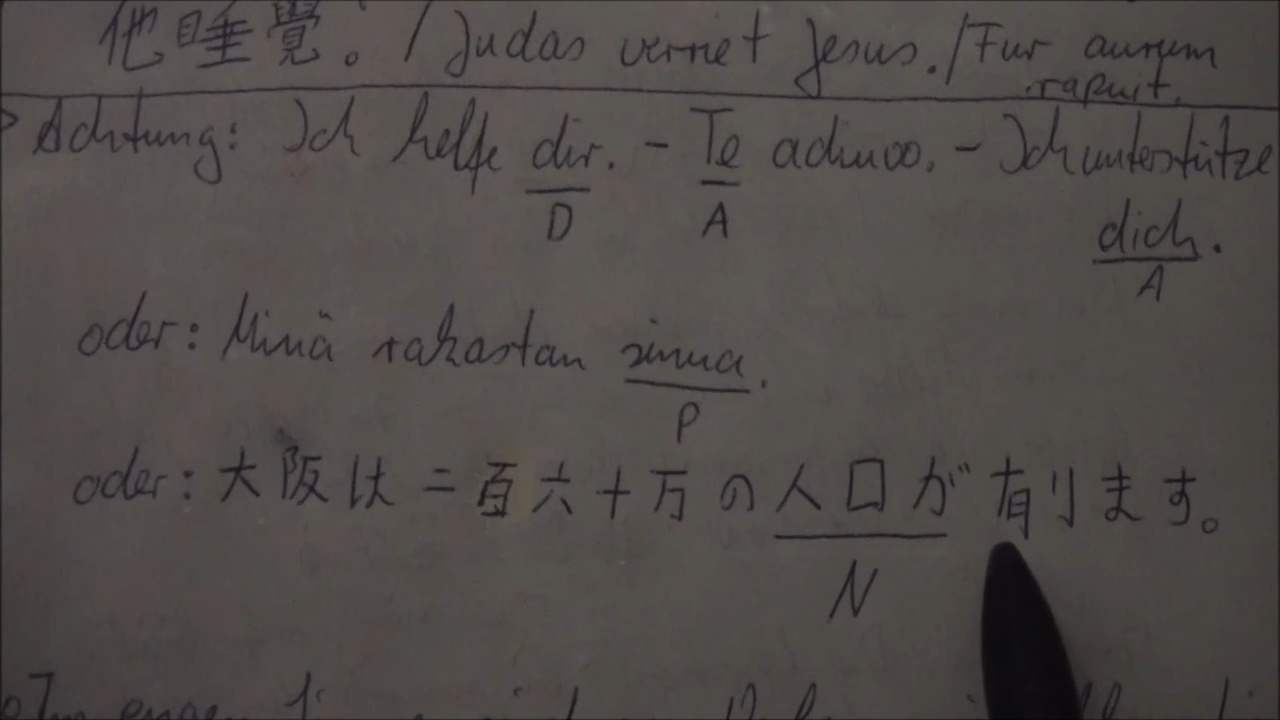 他睡覺。/ Judas verriet Jesus. / Fur aurum
rapuit.
> Achtung: Ich helfe dir. - Te adiuvo. - Ich unterstütze
D A
dich.
A
oder: Minä rakastan sinua.
P
oder: 大阪は二百六十万の人口が有ります。
N